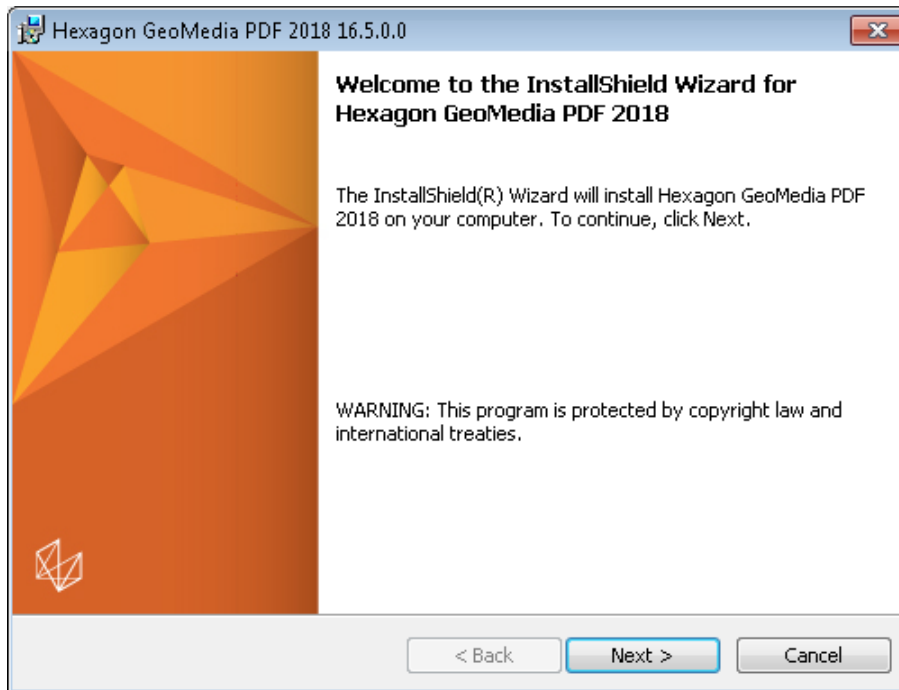 Hexagon GeoMedia PDF 2018 16.5.0.0
Welcome to the InstallShield Wizard for
Hexagon GeoMedia PDF 2018
The InstallShield(R) Wizard will install Hexagon GeoMedia PDF
2018 on your computer. To continue, click Next.
WARNING: This program is protected by copyright law and
international treaties.
< Back
Next >
Cancel